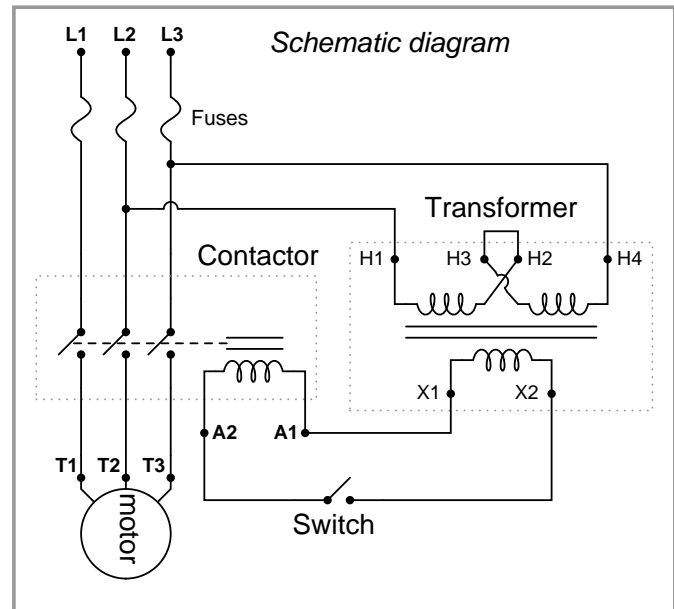 L1 L2 L3 Schematic diagram
Fuses
Transformer
Contactor
H1 H3 H2 H4
X1 X2
A2 A1
T1 T2 T3
motor
Switch